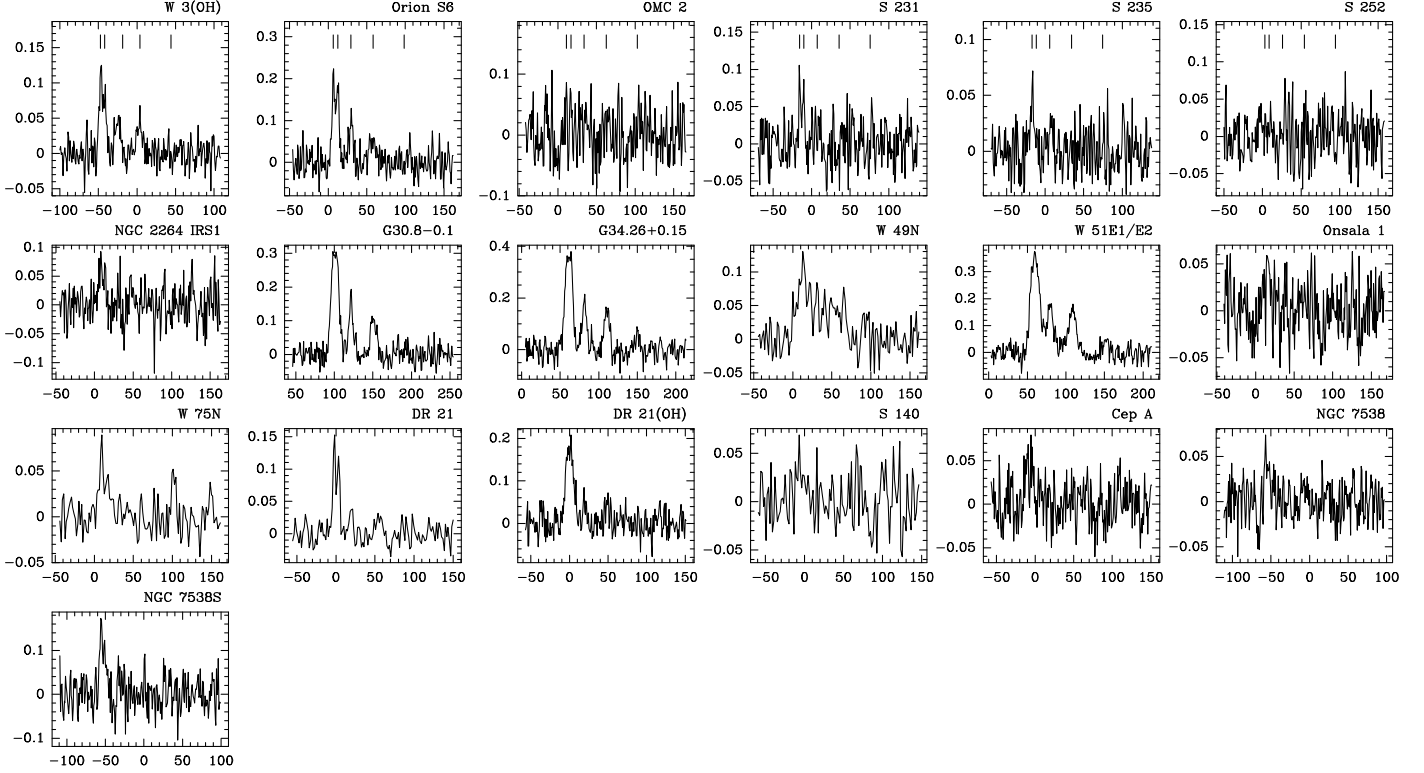 W 3(OH)
0.15
0.1
0.05
0
−0.05
−100 −50 0 50 100
Orion S6
0.3
0.2
0.1
0
−50 0 50 100 150
OMC 2
0.1
0
−0.1
−50 0 50 100 150
S 231
0.15
0.1
0.05
0
−0.05
−50 0 50 100
S 235
0.1
0.05
0
−50 0 50 100
S 252
0.15
0.1
0.05
0
−0.05
−50 0 50 100 150
NGC 2264 IRS1
0.1
0.05
0
−0.05
−0.1
−50 0 50 100 150
G30.8−0.1
0.3
0.2
0.1
0
50 100 150 200 250
G34.26+0.15
0.4
0.2
0
0 50 100 150 200
W 49N
0.1
0.05
0
−0.05
−50 0 50 100 150
W 51E1/E2
0.3
0.2
0.1
0
0 50 100 150 200
Onsala 1
0.05
0
−0.05
−50 0 50 100 150
W 75N
0.05
0
−0.05
−50 0 50 100 150
DR 21
0.15
0.1
0.05
0
−50 0 50 100 150
DR 21(OH)
0.2
0.1
0
−50 0 50 100 150
S 140
0.05
0
−0.05
−50 0 50 100 150
Cep A
0.05
0
−0.05
−50 0 50 100 150
NGC 7538
0.05
0
−0.05
−100 −50 0 50 100
NGC 7538S
0.1
0
−0.1
−100 −50 0 50 100